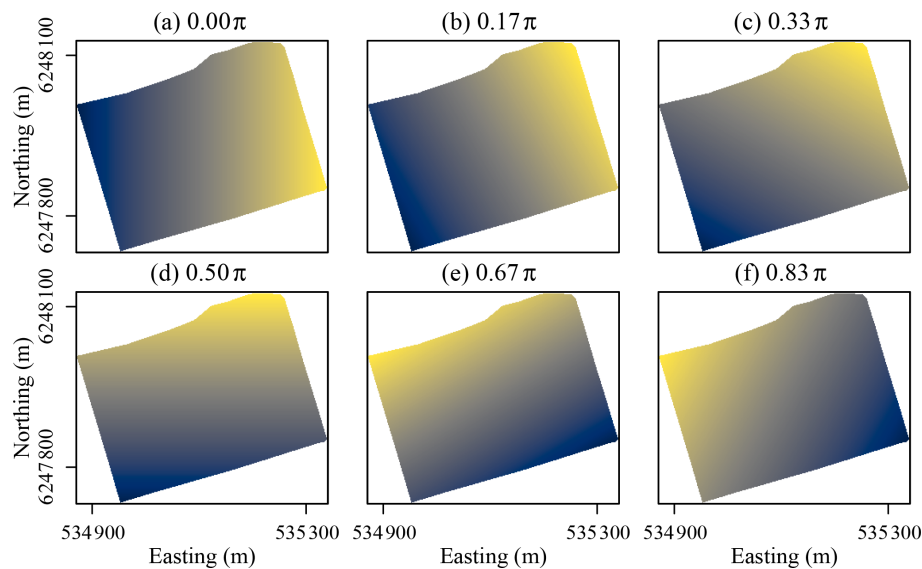 (a) 0.00π
(b) 0.17π
(c) 0.33π
Northing (m)
6248100
6247800
(d) 0.50π
(e) 0.67π
(f) 0.83π
Northing (m)
6248100
6247800
534900
535300
534900
535300
534900
535300
Easting (m)
Easting (m)
Easting (m)